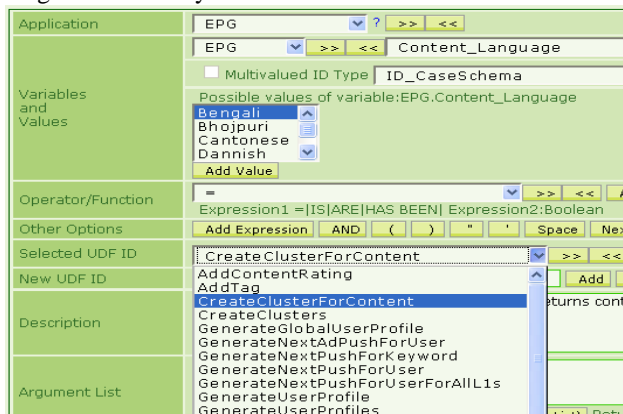 Application EPG ? >> <<
EPG >> << Content_Language
Multivalued ID Type ID_CaseSchema
Variables
and
Values
Possible values of variable:EPG.Content_Language
Bengali
Bhojpuri
Cantonese
Dannish
Add Value
Operator/Function = >> <<
Expression1 =|IS|ARE|HAS BEEN| Expression2:Boolean
Other Options Add Expression AND ( ) " ' Space
Selected UDF ID CreateClusterForContent >> <<
New UDF ID Add
AddContentRating
AddTag
CreateClusterForContent
CreateClusters
GenerateGlobalUserProfile
GenerateNextAdPushForUser
GenerateNextPushForKeyword
GenerateNextPushForUser
GenerateNextPushForUserForAllL1s
GenerateUserProfile
GenerateUserProfiles
Description
Argument List